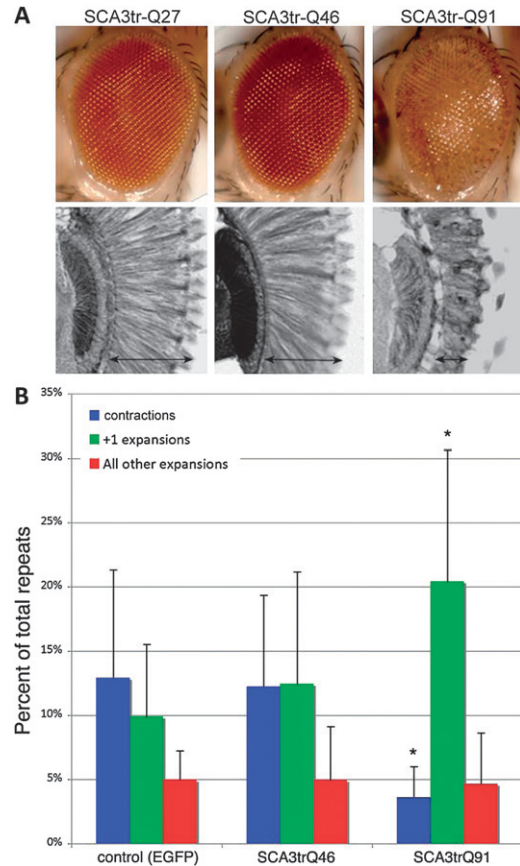 A
SCA3tr-Q27 SCA3tr-Q46 SCA3tr-Q91
B
35%
30%
25%
20%
15%
10%
5%
0%
Percent of total repeats
contractions
+1 expansions
All other expansions
*
*
control (EGFP) SCA3trQ46 SCA3trQ91